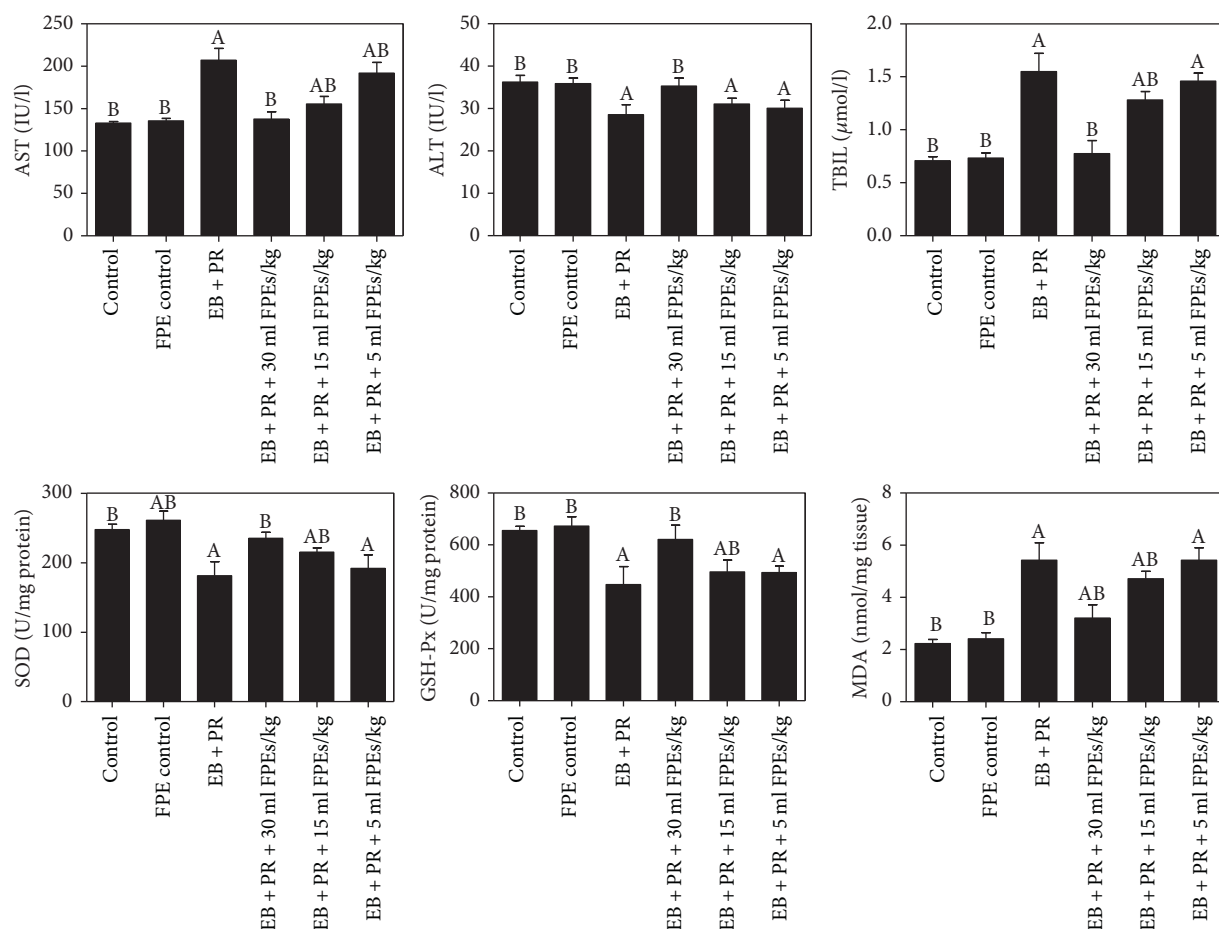 AST (IU/l)
250
200
150
100
50
0
B
B
A
B
AB
AB
Control
FPE control
EB + PR
EB + PR + 30 ml FPEs/kg
EB + PR + 15 ml FPEs/kg
EB + PR + 5 ml FPEs/kg
ALT (IU/l)
50
40
30
20
10
0
B
B
A
B
A
A
Control
FPE control
EB + PR
EB + PR + 30 ml FPEs/kg
EB + PR + 15 ml FPEs/kg
EB + PR + 5 ml FPEs/kg
TBIL (μmol/l)
2.0
1.5
1.0
0.5
0.0
B
B
A
B
AB
A
Control
FPE control
EB + PR
EB + PR + 30 ml FPEs/kg
EB + PR + 15 ml FPEs/kg
EB + PR + 5 ml FPEs/kg
SOD (U/mg protein)
300
200
100
0
B
AB
A
B
AB
A
Control
FPE control
EB + PR
EB + PR + 30 ml FPEs/kg
EB + PR + 15 ml FPEs/kg
EB + PR + 5 ml FPEs/kg
GSH-Px (U/mg protein)
800
600
400
200
0
B
B
A
B
AB
A
Control
FPE control
EB + PR
EB + PR + 30 ml FPEs/kg
EB + PR + 15 ml FPEs/kg
EB + PR + 5 ml FPEs/kg
MDA (nmol/mg tissue)
8
6
4
2
0
B
B
A
AB
AB
A
Control
FPE control
EB + PR
EB + PR + 30 ml FPEs/kg
EB + PR + 15 ml FPEs/kg
EB + PR + 5 ml FPEs/kg